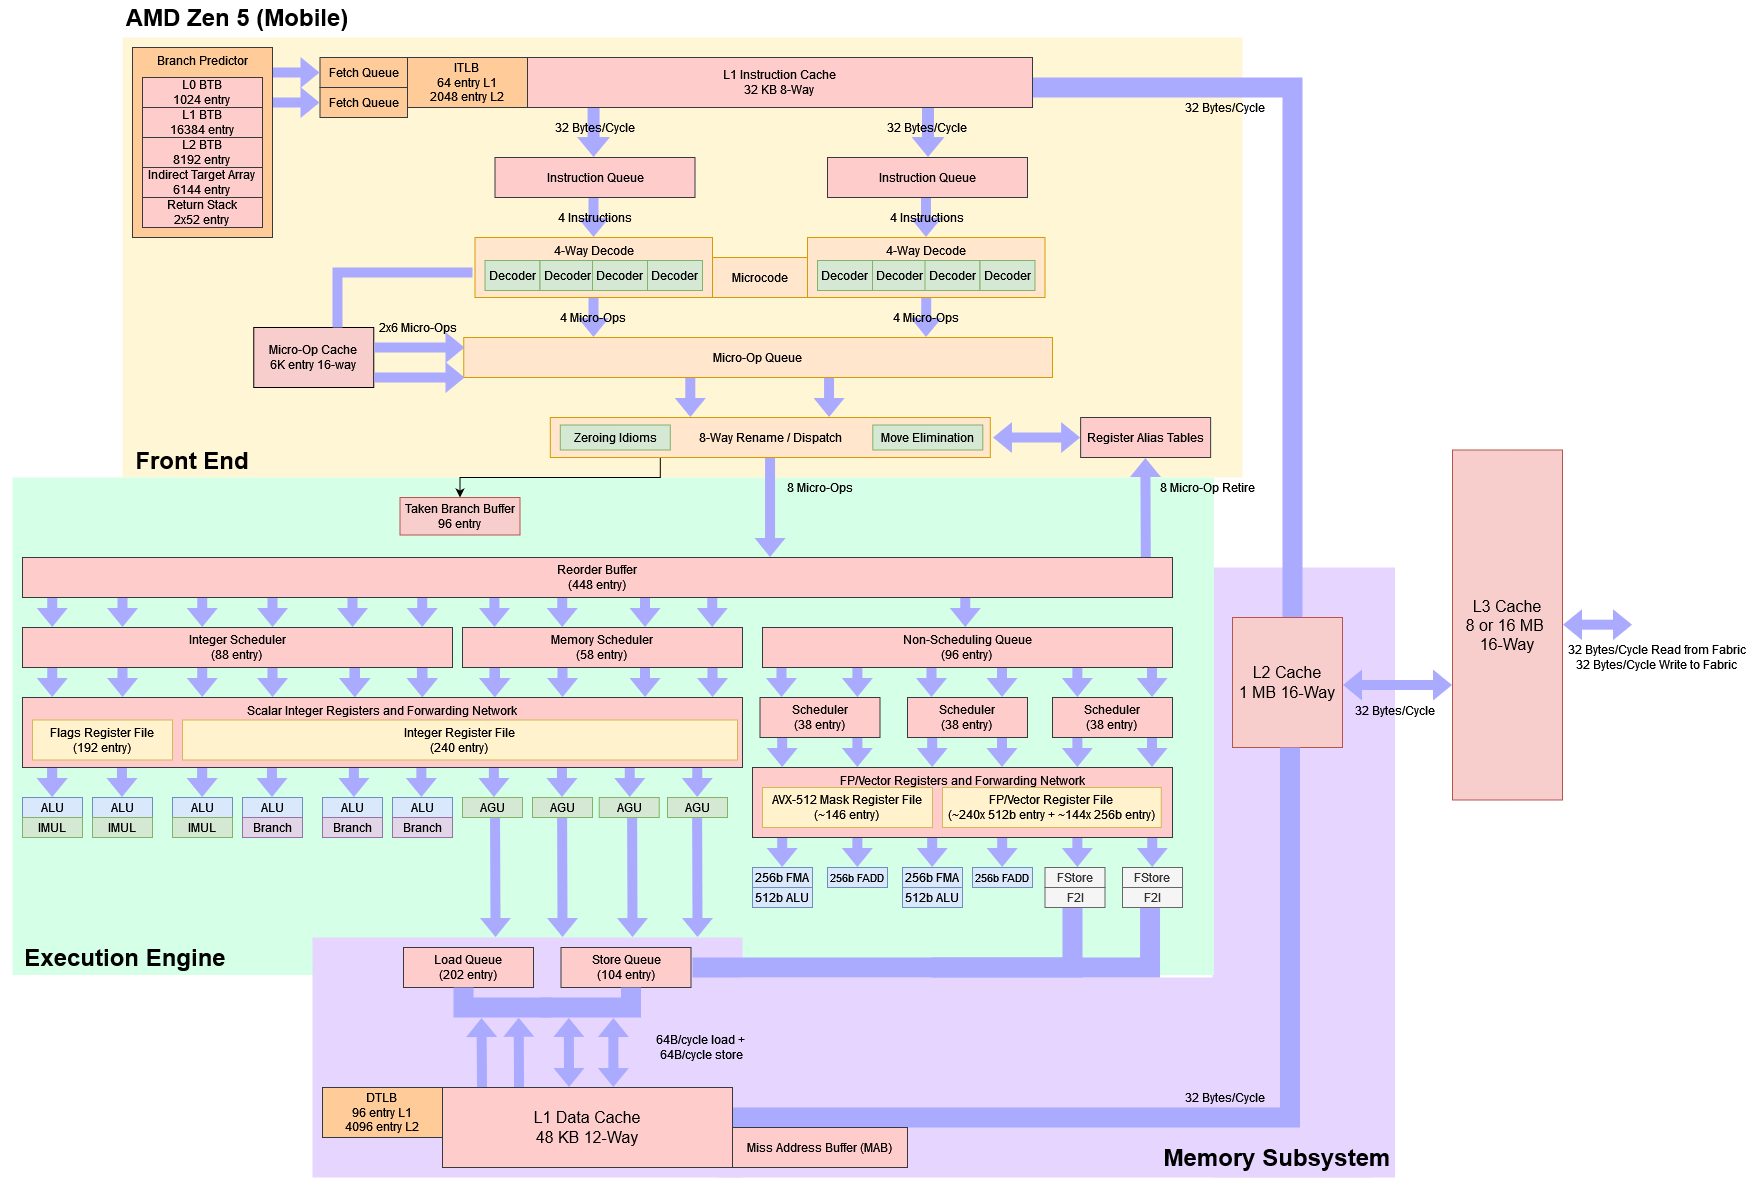 AMD Zen 5 (Mobile)
Branch Predictor
L0 BTB
1024 entry
L1 BTB
16384 entry
L2 BTB
8192 entry
Indirect Target Array
6144 entry
Return Stack
2x52 entry
Fetch Queue
Fetch Queue
ITLB
64 entry L1
2048 entry L2
L1 Instruction Cache
32 KB 8-Way
32 Bytes/Cycle
32 Bytes/Cycle
32 Bytes/Cycle
Instruction Queue
Instruction Queue
4 Instructions
4 Instructions
4-Way Decode
Decoder
Decoder
Decoder
Decoder
Microcode
4-Way Decode
Decoder
Decoder
Decoder
Decoder
4 Micro-Ops
4 Micro-Ops
2x6 Micro-Ops
Micro-Op Cache
6K entry 16-way
Micro-Op Queue
Zeroing Idioms
8-Way Rename / Dispatch
Move Elimination
Register Alias Tables
Front End
8 Micro-Ops
8 Micro-Op Retire
Taken Branch Buffer
96 entry
Reorder Buffer
(448 entry)
Integer Scheduler
(88 entry)
Memory Scheduler
(58 entry)
Non-Scheduling Queue
(96 entry)
Scalar Integer Registers and Forwarding Network
Flags Register File
(192 entry)
Integer Register File
(240 entry)
Scheduler
(38 entry)
Scheduler
(38 entry)
Scheduler
(38 entry)
FP/Vector Registers and Forwarding Network
AVX-512 Mask Register File
(~146 entry)
FP/Vector Register File
(~240x 512b entry + ~144x 256b entry)
ALU
IMUL
ALU
IMUL
ALU
IMUL
ALU
Branch
ALU
Branch
ALU
Branch
AGU
AGU
AGU
AGU
256b FMA
512b ALU
256b FADD
256b FMA
512b ALU
256b FADD
FStore
F2I
FStore
F2I
Execution Engine
Load Queue
(202 entry)
Store Queue
(104 entry)
64B/cycle load +
64B/cycle store
DTLB
96 entry L1
4096 entry L2
L1 Data Cache
48 KB 12-Way
Miss Address Buffer (MAB)
32 Bytes/Cycle
Memory Subsystem
L2 Cache
1 MB 16-Way
32 Bytes/Cycle
L3 Cache
8 or 16 MB
16-Way
32 Bytes/Cycle Read from Fabric
32 Bytes/Cycle Write to Fabric